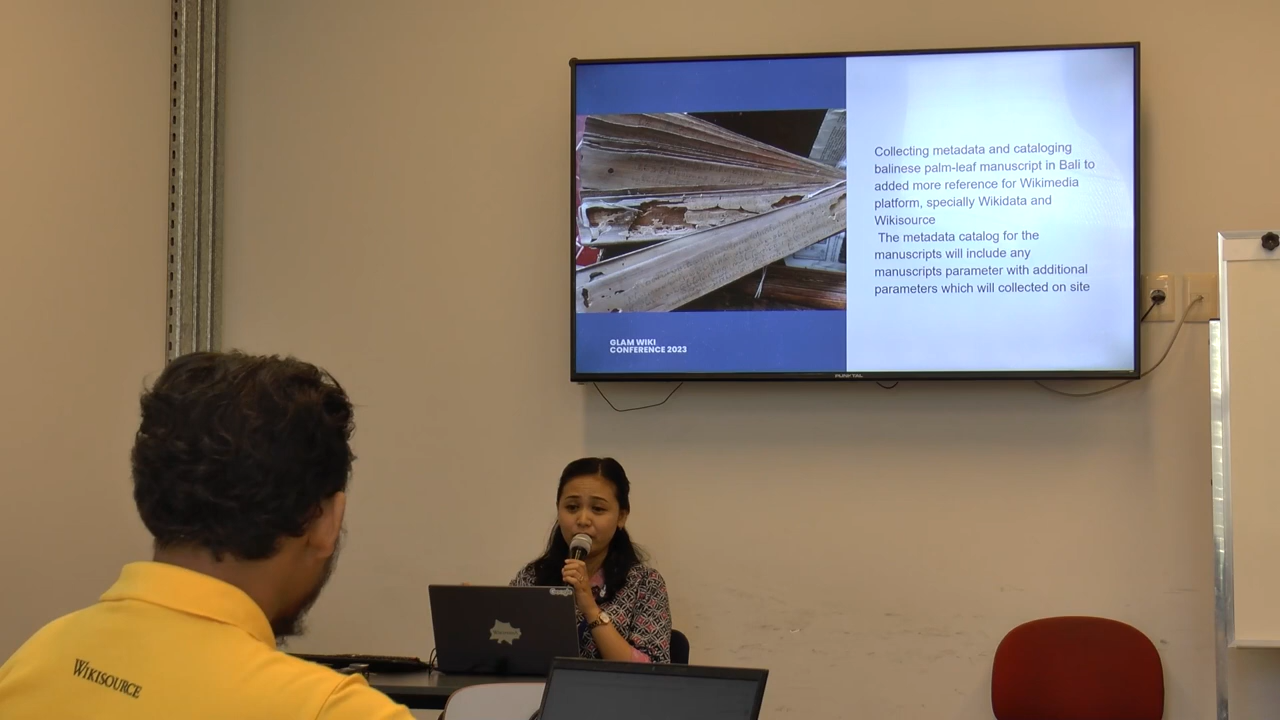 Collecting metadata and cataloging
balinese palm-leaf manuscript in Bali to
added more reference for Wikimedia
platform, specially Wikidata and
Wikisource
The metadata catalog for the
manuscripts will include any
manuscripts parameter with additional
parameters which will collected on site
GLAM WIKI
CONFERENCE 2023
WIKISOURCE